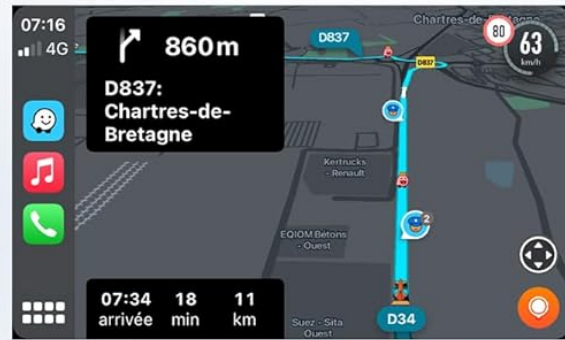 07:16
4G
860 m
D837:
Chartres-de-
Bretagne
D837
Chartres-de-Bretagne
80
63
km/h
D837
Kertrucks
- Renault
2
EQIOM Bétons
- Ouest
07:34 18 11
arrivée min km
Suez - Sita
Ouest
D34